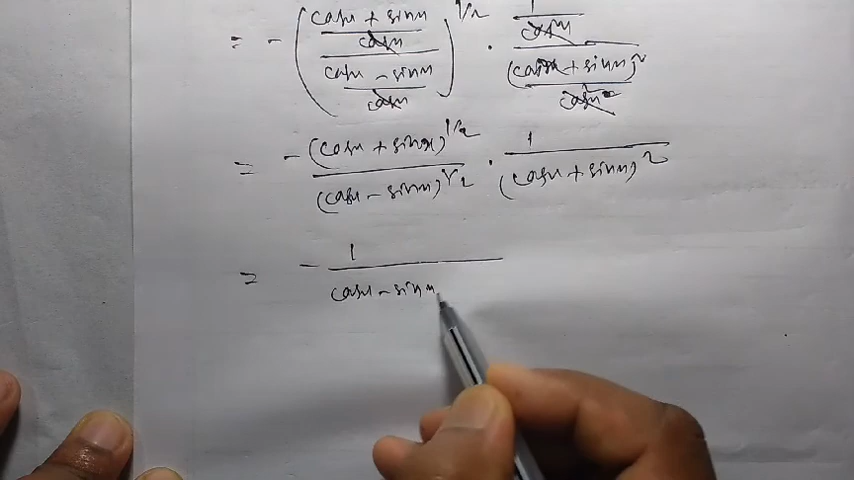 = - ( (cosx + sinx / cosx) / (cosx - sinx / cosx) )^1/2 · (1 / cos²x) / ((cosx + sinx)² / cos²x)
= - (cosx + sinx)^1/2 / (cosx - sinx)^1/2 · 1 / (cosx + sinx)²
= - 1 / cosx - sinx